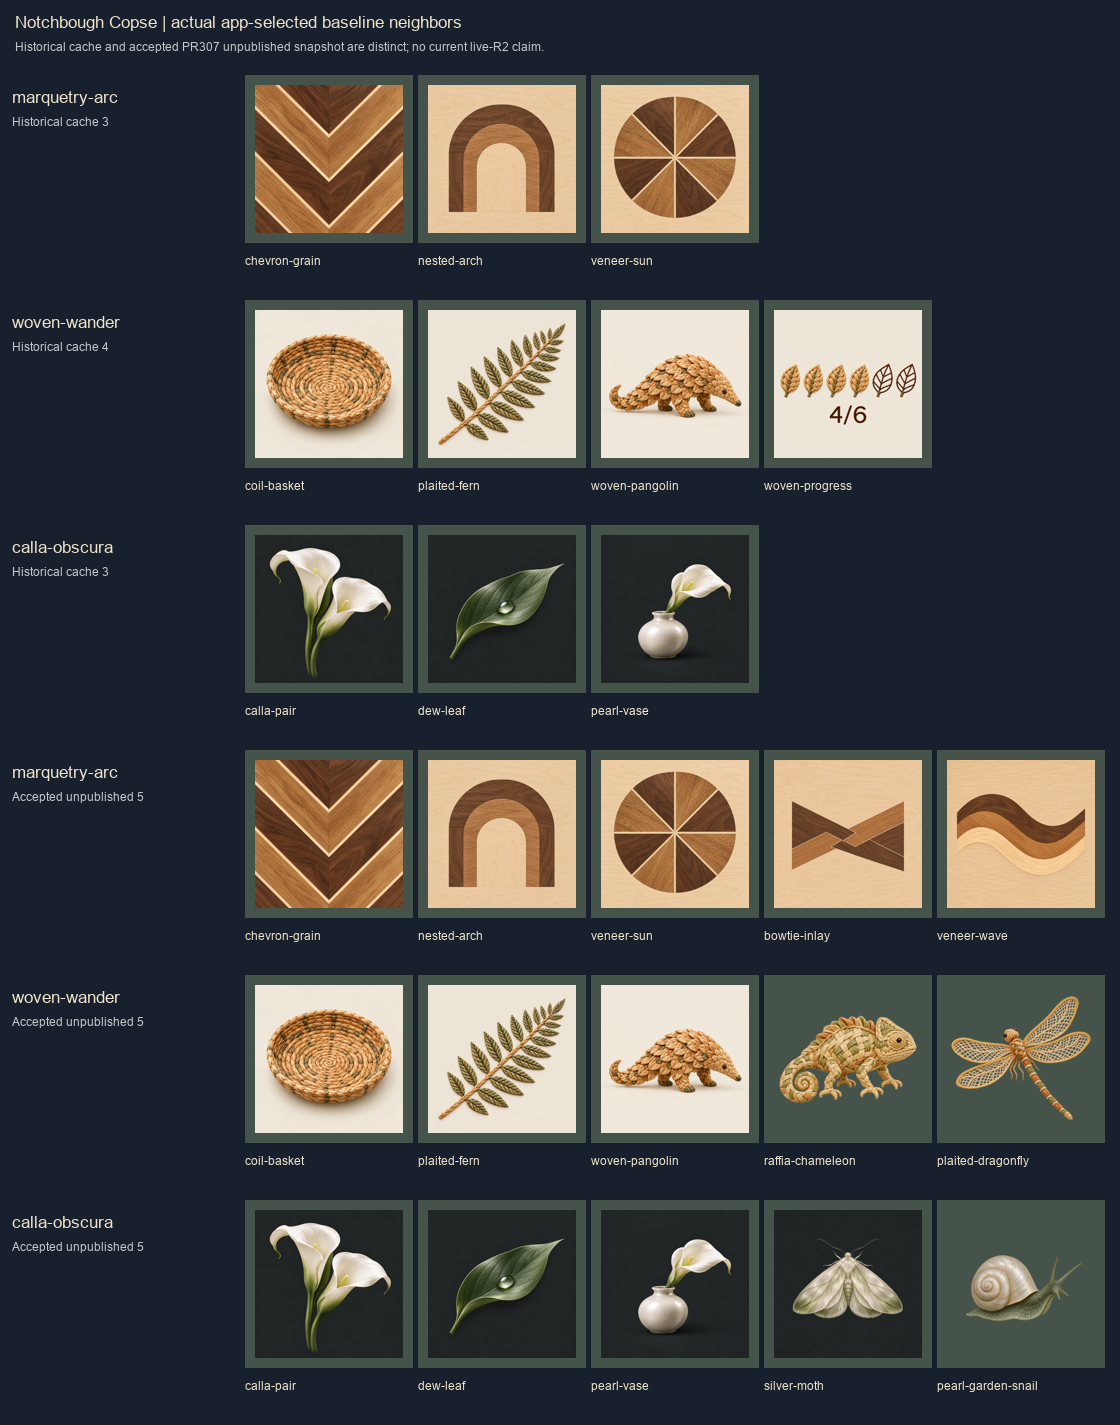 Notchbough Copse | actual app-selected baseline neighbors
Historical cache and accepted PR307 unpublished snapshot are distinct; no current live-R2 claim.
marquetry-arc
Historical cache 3
chevron-grain
nested-arch
veneer-sun
woven-wander
Historical cache 4
4/6
coil-basket
plaited-fern
woven-pangolin
woven-progress
calla-obscura
Historical cache 3
calla-pair
dew-leaf
pearl-vase
marquetry-arc
Accepted unpublished 5
chevron-grain
nested-arch
veneer-sun
bowtie-inlay
veneer-wave
woven-wander
Accepted unpublished 5
coil-basket
plaited-fern
woven-pangolin
raffia-chameleon
plaited-dragonfly
calla-obscura
Accepted unpublished 5
calla-pair
dew-leaf
pearl-vase
silver-moth
pearl-garden-snail